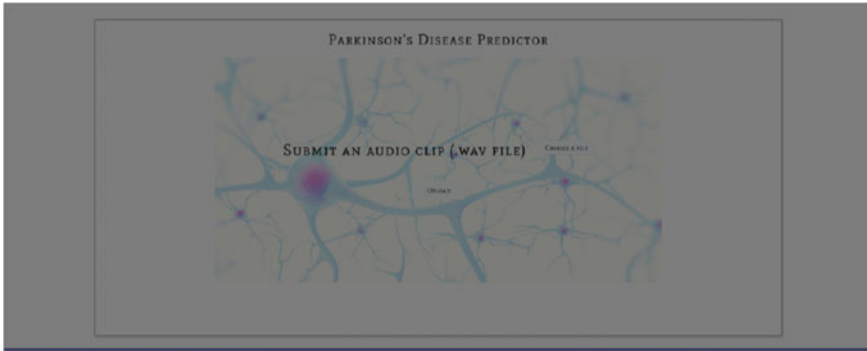 Parkinson's Disease Predictor
Submit an audio clip (.wav file)
Choose a file
Upload